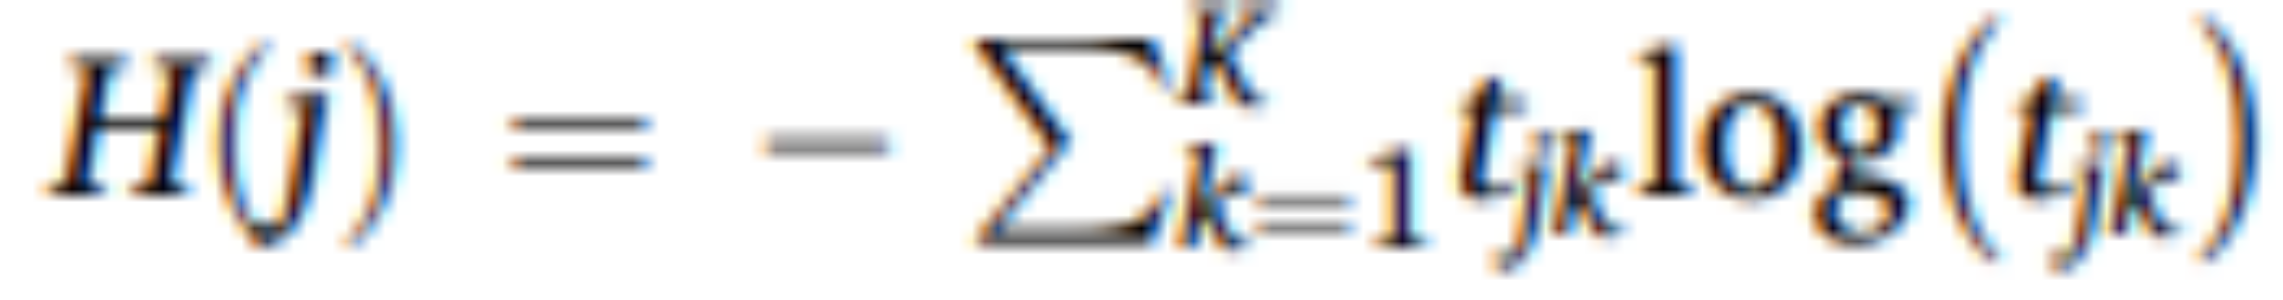 H(j) = - ∑_{k=1}^{K} t_{jk} log(t_{jk})